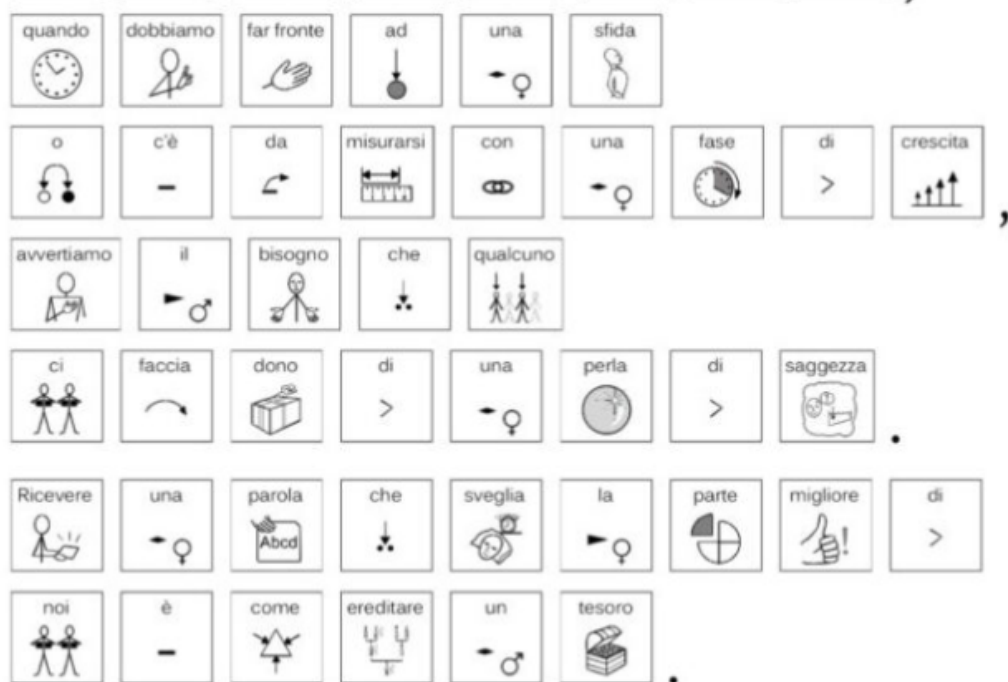 quando dobbiamo far fronte ad una sfida
o c'è da misurarsi con una fase di crescita ,
avvertiamo il bisogno che qualcuno
ci faccia dono di una perla di saggezza .
Ricevere una parola Abcd che sveglia la parte migliore di
noi è come ereditare un tesoro .